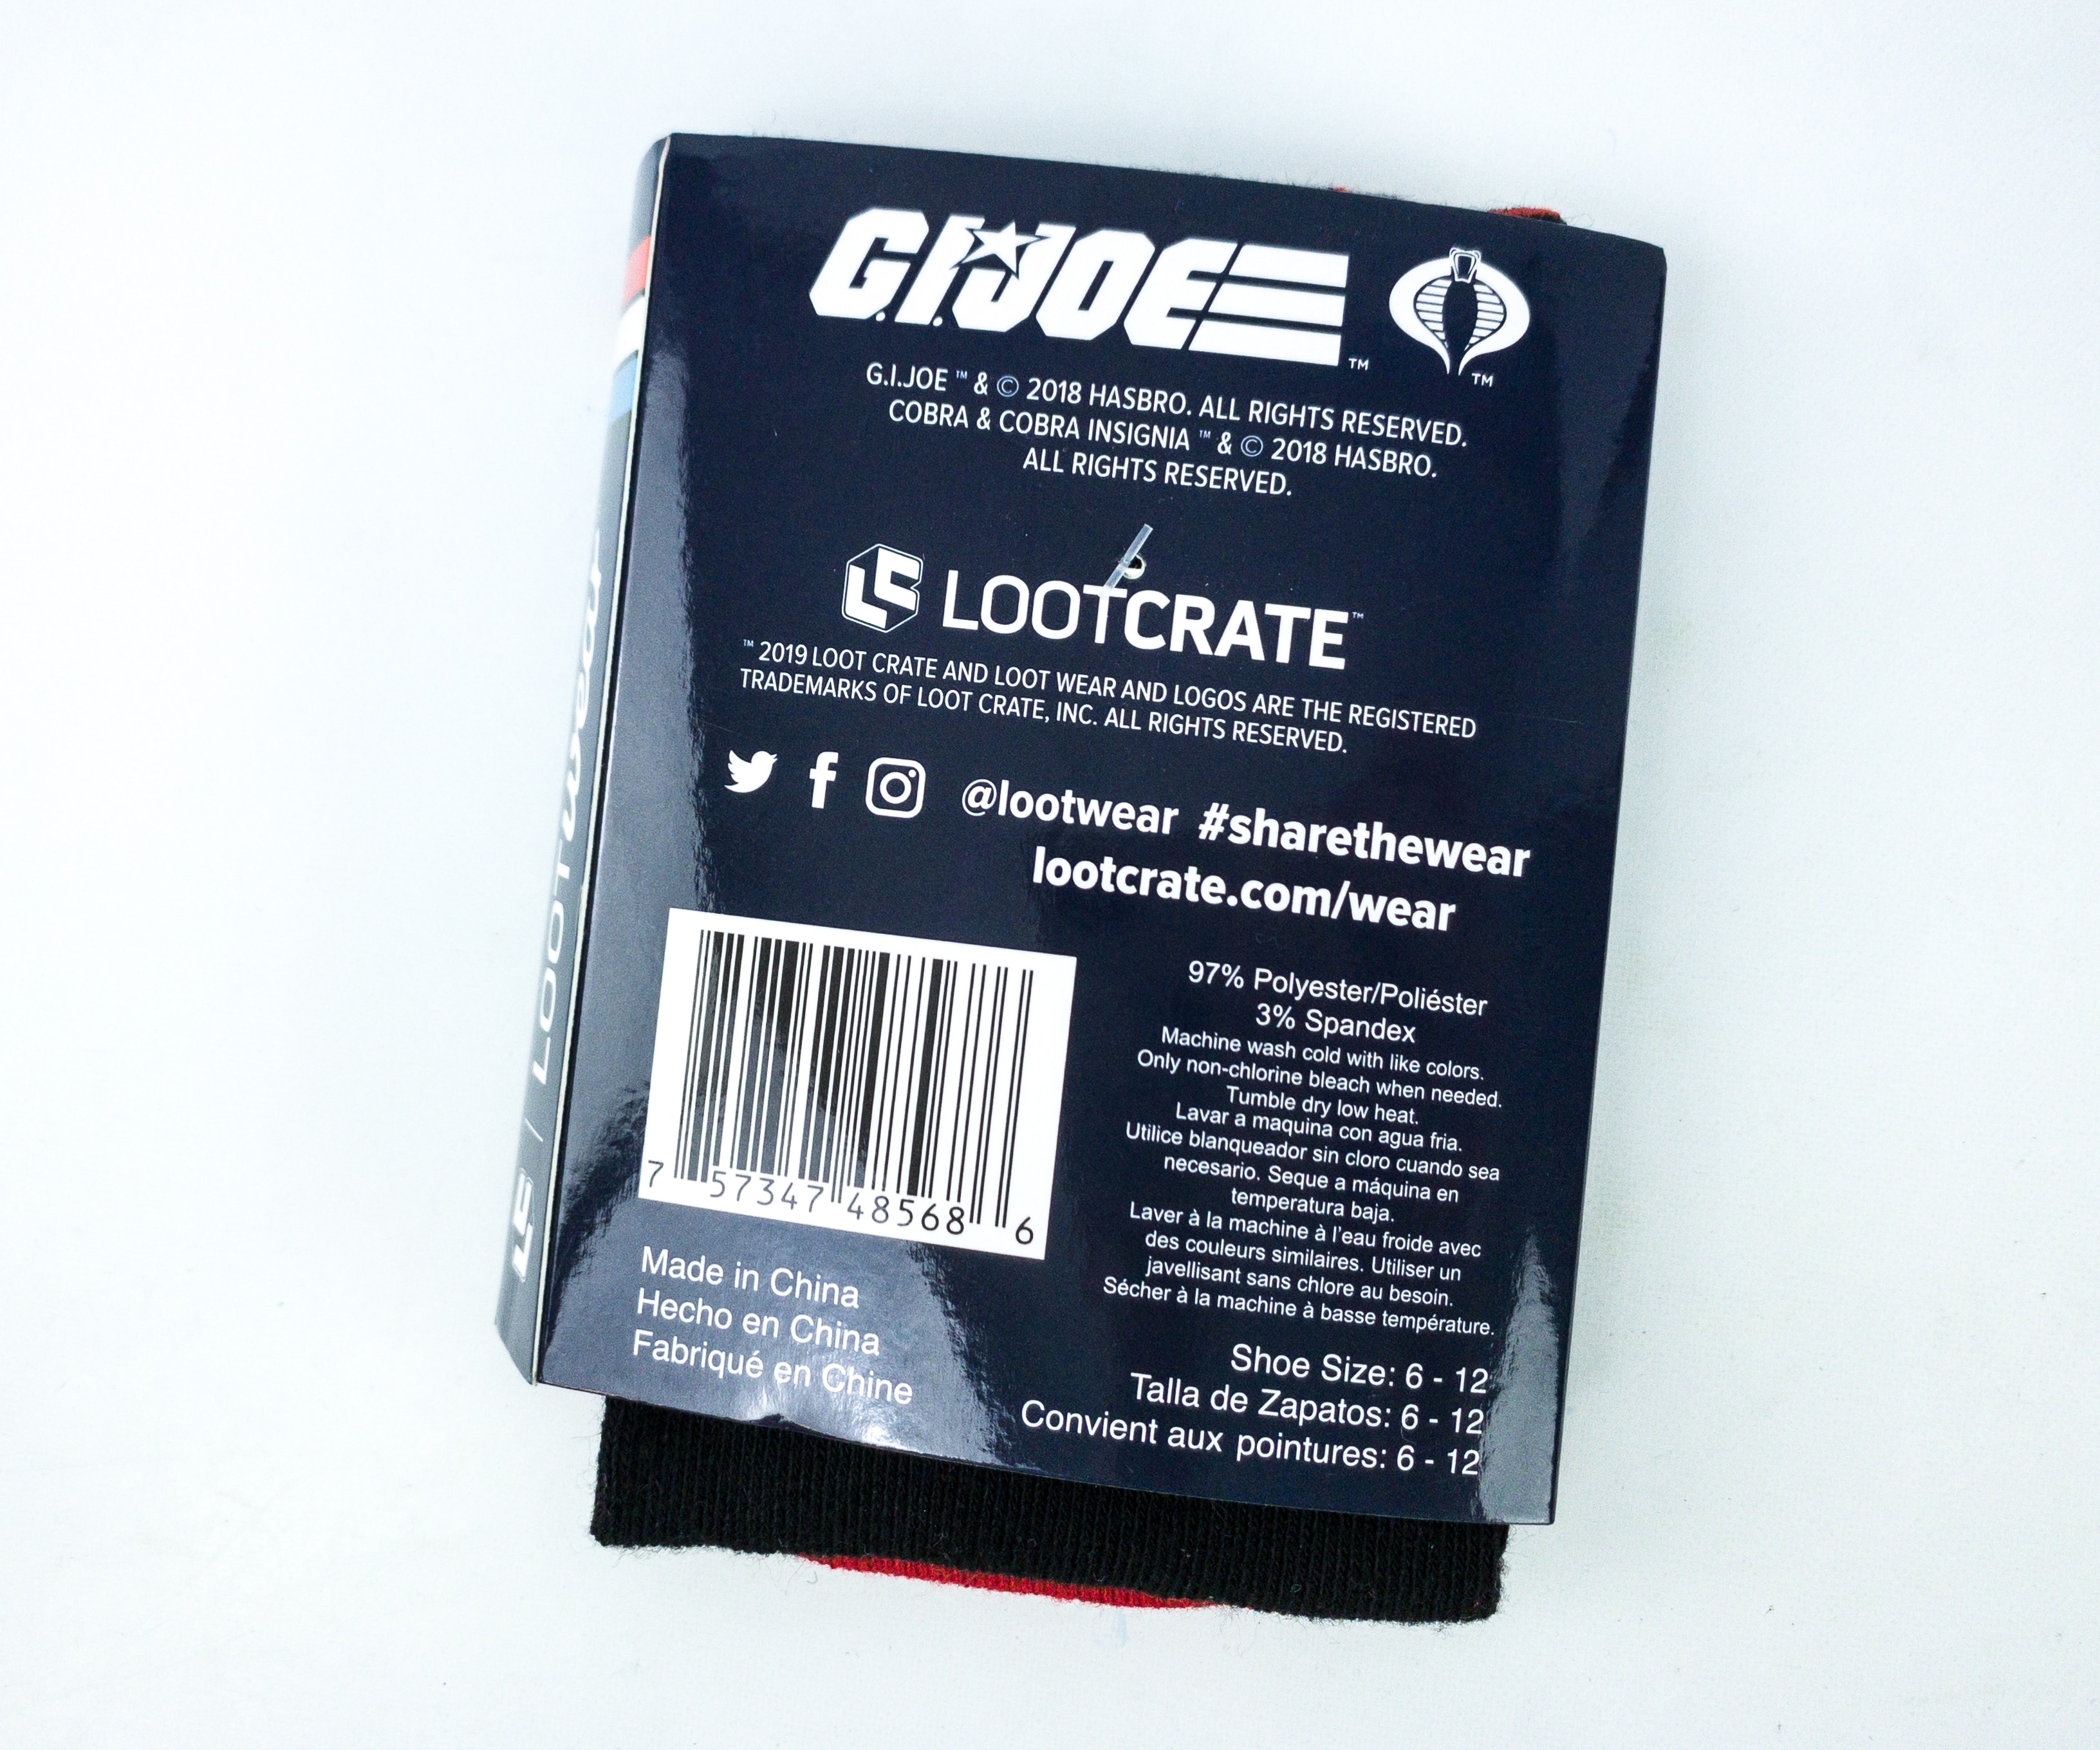 G.I.JOE ™ ™
G.I.JOE ™ & © 2018 HASBRO. ALL RIGHTS RESERVED.
COBRA & COBRA INSIGNIA ™ & © 2018 HASBRO.
ALL RIGHTS RESERVED.
LOOTCRATE™
™ 2019 LOOT CRATE AND LOOT WEAR AND LOGOS ARE THE REGISTERED
TRADEMARKS OF LOOT CRATE, INC. ALL RIGHTS RESERVED.
@lootwear #sharethewear
lootcrate.com/wear
97% Polyester/Poliéster
3% Spandex
Machine wash cold with like colors.
Only non-chlorine bleach when needed.
Tumble dry low heat.
Lavar a maquina con agua fria.
Utilice blanqueador sin cloro cuando sea
necesario. Seque a máquina en
temperatura baja.
Laver à la machine à l'eau froide avec
des couleurs similaires. Utiliser un
javellisant sans chlore au besoin.
Sécher à la machine à basse température.
7 57347 48568 6
Made in China
Hecho en China
Fabriqué en Chine
Shoe Size: 6 - 12
Talla de Zapatos: 6 - 12
Convient aux pointures: 6 - 12
LOOTwear